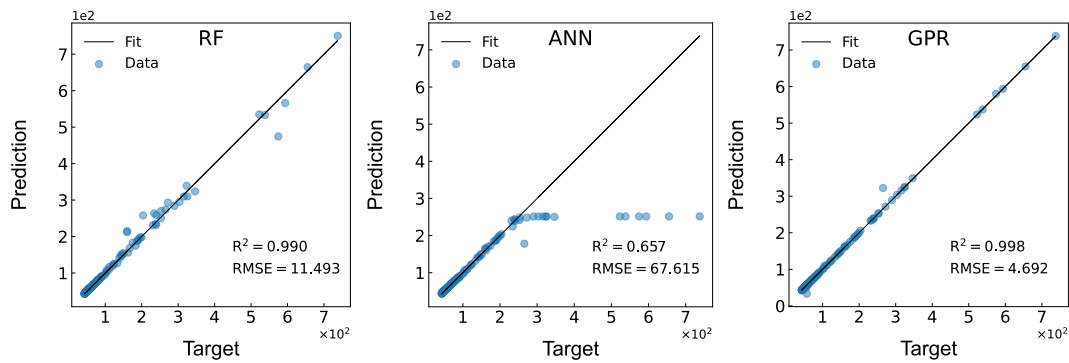 1e2
RF
Fit
Data
7
6
5
4
3
2
1
Prediction
R² = 0.990
RMSE = 11.493
1 2 3 4 5 6 7
×10²
Target
1e2
ANN
Fit
Data
7
6
5
4
3
2
1
Prediction
R² = 0.657
RMSE = 67.615
1 2 3 4 5 6 7
×10²
Target
1e2
GPR
Fit
Data
7
6
5
4
3
2
1
0
Prediction
R² = 0.998
RMSE = 4.692
1 2 3 4 5 6 7
×10²
Target